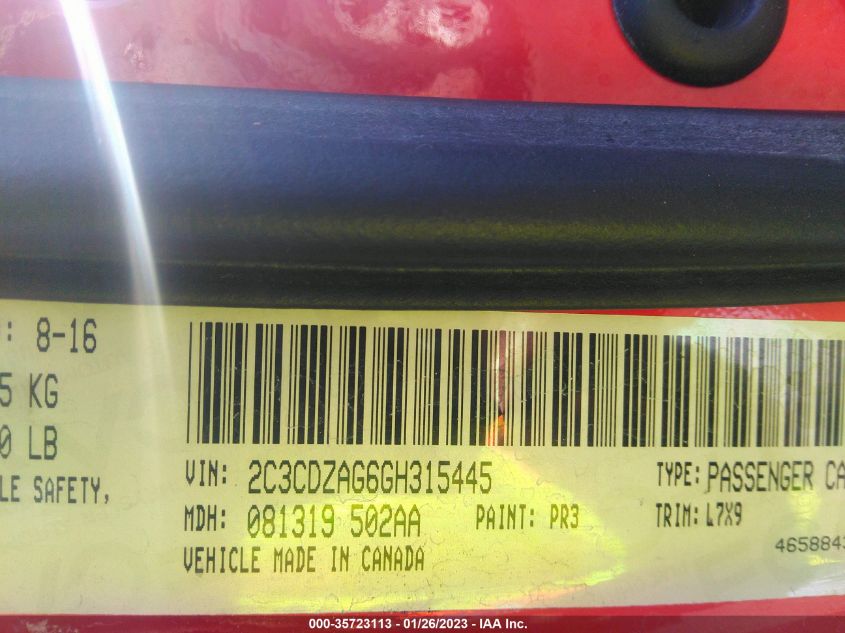 : 8-16
5 KG
0 LB
LE SAFETY,
VIN: 2C3CDZAG6GH315445
TYPE: PASSENGER CA
MDH: 081319 502AA PAINT: PR3
TRIM: L7X9
VEHICLE MADE IN CANADA
465884
000-35723113 - 01/26/2023 - IAA Inc.